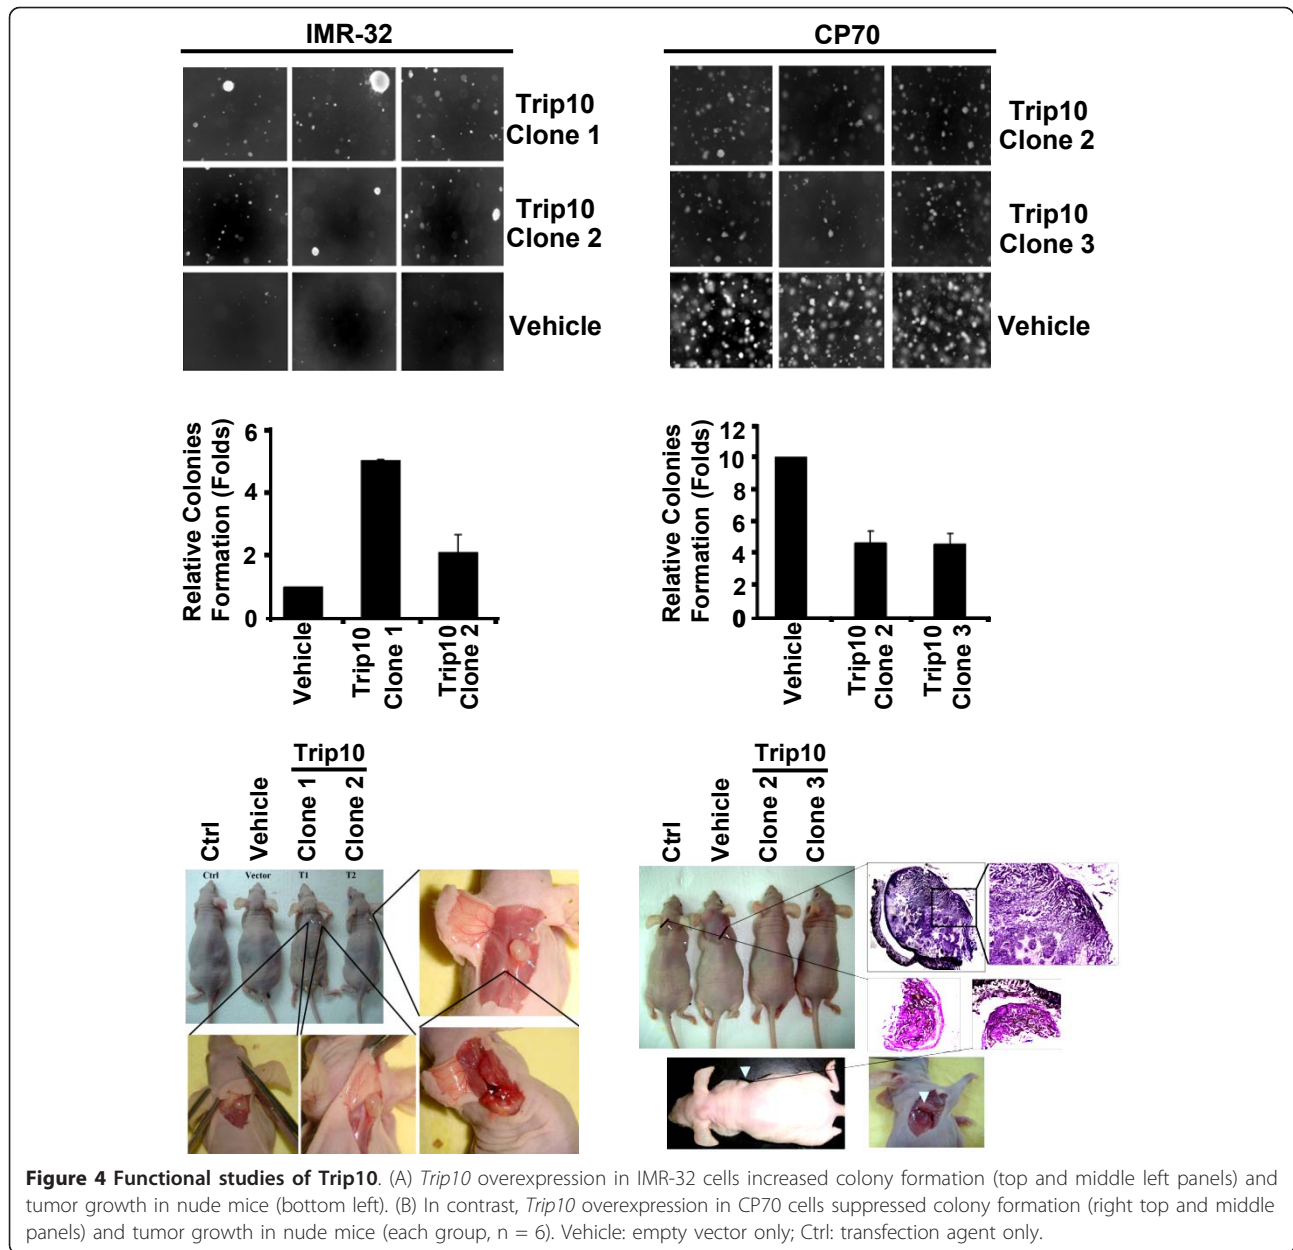 IMR-32
CP70
Trip10
Clone 1
Trip10
Clone 2
Vehicle
Trip10
Clone 2
Trip10
Clone 3
Vehicle
Relative Colonies
Formation (Folds)
6
4
2
0
Vehicle
Trip10
Clone 1
Trip10
Clone 2
Relative Colonies
Formation (Folds)
12
10
8
6
4
2
0
Vehicle
Trip10
Clone 2
Trip10
Clone 3
Trip10
Ctrl
Vehicle
Clone 1
Clone 2
Ctrl Vector T1 T2
Trip10
Ctrl
Vehicle
Clone 2
Clone 3
Figure 4 Functional studies of Trip10. (A) Trip10 overexpression in IMR-32 cells increased colony formation (top and middle left panels) and
tumor growth in nude mice (bottom left). (B) In contrast, Trip10 overexpression in CP70 cells suppressed colony formation (right top and middle
panels) and tumor growth in nude mice (each group, n = 6). Vehicle: empty vector only; Ctrl: transfection agent only.